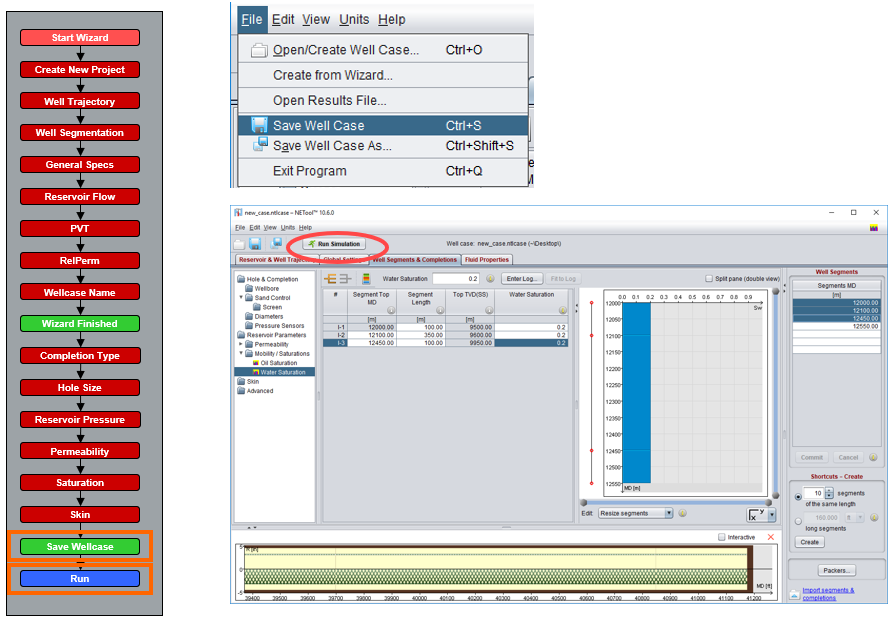 Start Wizard
Create New Project
Well Trajectory
Well Segmentation
General Specs
Reservoir Flow
PVT
RelPerm
Wellcase Name
Wizard Finished
Completion Type
Hole Size
Reservoir Pressure
Permeability
Saturation
Skin
Save Wellcase
Run
File Edit View Units Help
Open/Create Well Case... Ctrl+O
Create from Wizard...
Open Results File...
Save Well Case Ctrl+S
Save Well Case As... Ctrl+Shift+S
Exit Program Ctrl+Q
new_case.ntlcase – NETool™ 10.6.0
File Edit View Units Help
Run Simulation
Well case: new_case.ntlcase (~\Desktop\)
Reservoir & Well Trajectory Global Settings Well Segments & Completions Fluid Properties
Hole & Completion
Wellbore
Sand Control
Screen
Diameters
Pressure Sensors
Reservoir Parameters
Permeability
Mobility / Saturations
Oil Saturation
Water Saturation
Skin
Advanced
Water Saturation 0.2 Enter Log... Fit to Log
Split pane (double view)
# Segment Top MD Segment Length Top TVD(SS) Water Saturation
[m] [m] [m]
I-1 12000.00 100.00 9500.00 0.2
I-2 12100.00 350.00 9600.00 0.2
I-3 12450.00 100.00 9950.00 0.2
0.0 0.1 0.2 0.3 0.4 0.5 0.6 0.7 0.8 0.9
Sw
12000
12050
12100
12150
12200
12250
12300
12350
12400
12450
12500
12550
MD [m]
Edit: Resize segments
Well Segments
Segments MD
[m]
12000.00
12100.00
12450.00
12550.00
Commit Cancel
Shortcuts - Create
10 segments
of the same length
160.000 ft
long segments
Create
Packers...
Import segments &
completions
Interactive
5 R [in]
0
5
MD [ft]
39400 39500 39600 39700 39800 39900 40000 40100 40200 40300 40400 40500 40600 40700 40800 40900 41000 41100 41200